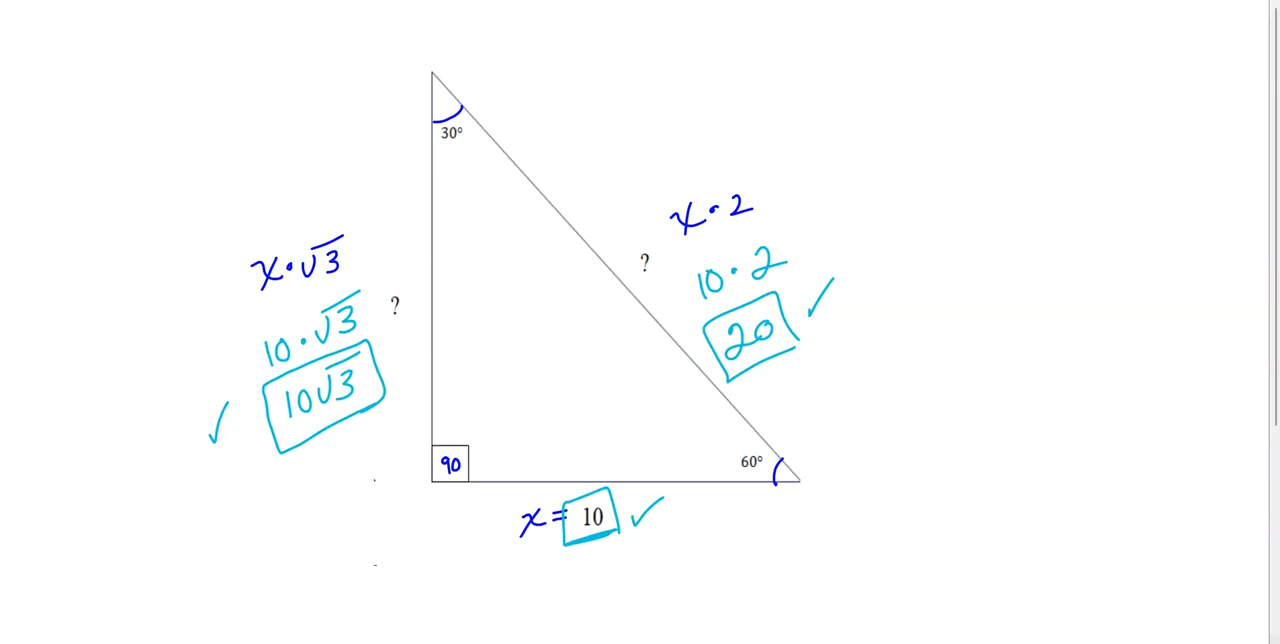 30°
x · 2
x · √3
?
10 · 2
?
20
10 · √3
10√3
90
60°
x = 10